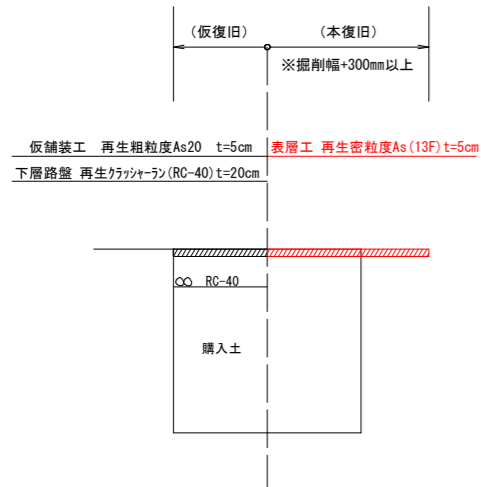 （仮復旧）
（本復旧）
※掘削幅+300mm以上
仮舗装工　再生粗粒度As20　t=5cm
表層工 再生密粒度As(13F)t=5cm
下層路盤 再生ｸﾗｯｼｬｰﾗﾝ(RC-40)t=20cm
RC-40
購入土